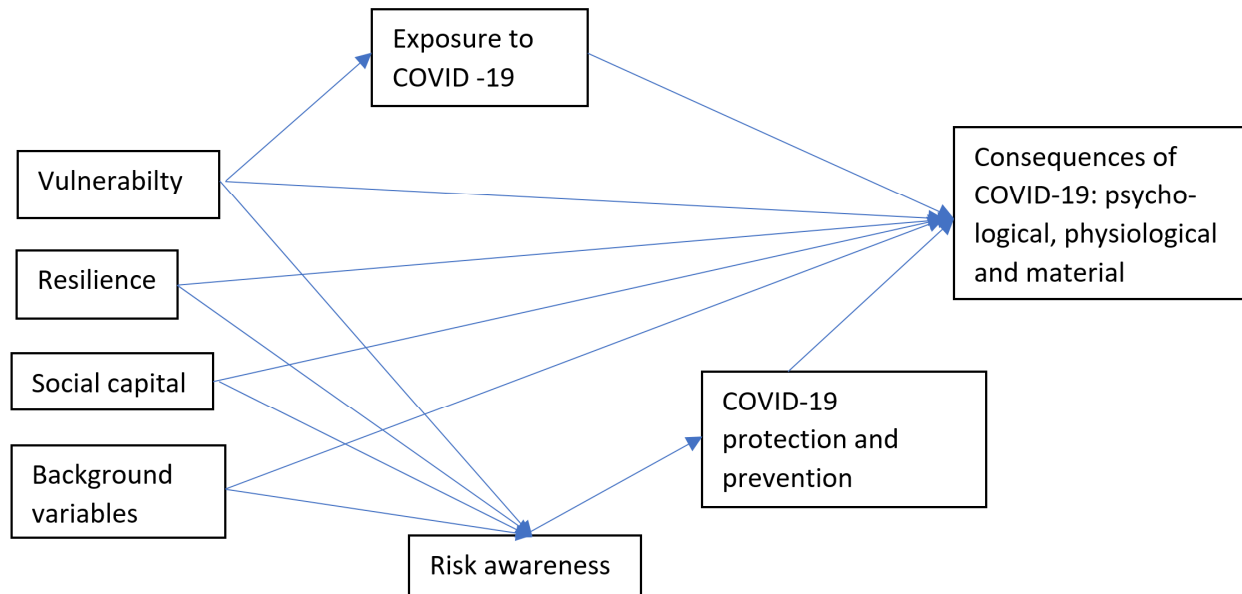 Exposure to
COVID -19
Vulnerabilty
Consequences of
COVID-19: psycho-
logical, physiological
and material
Resilience
Social capital
COVID-19
protection and
prevention
Background
variables
Risk awareness